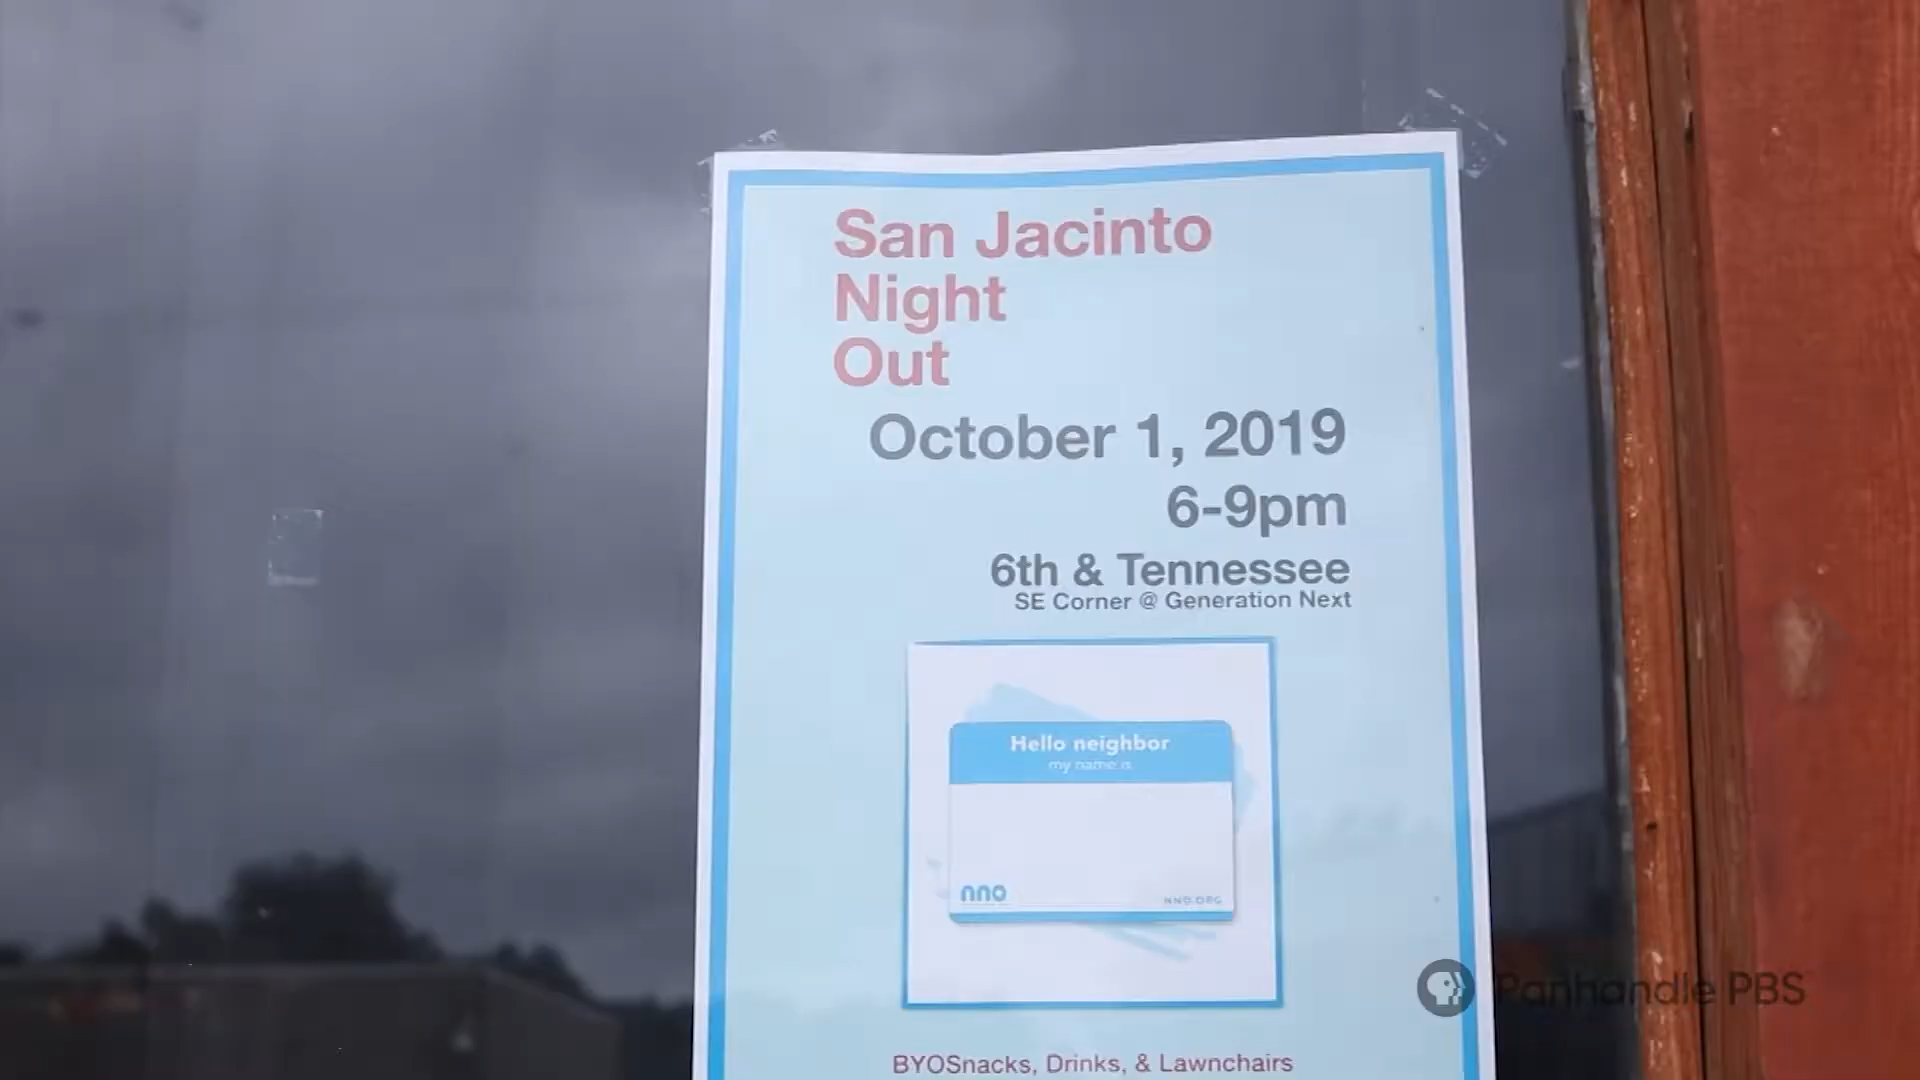 San Jacinto
Night
Out
October 1, 2019
6-9pm
6th & Tennessee
SE Corner @ Generation Next
Hello neighbor
my name is
nno
NNO.ORG
BYOSnacks, Drinks, & Lawnchairs
Panhandle PBS